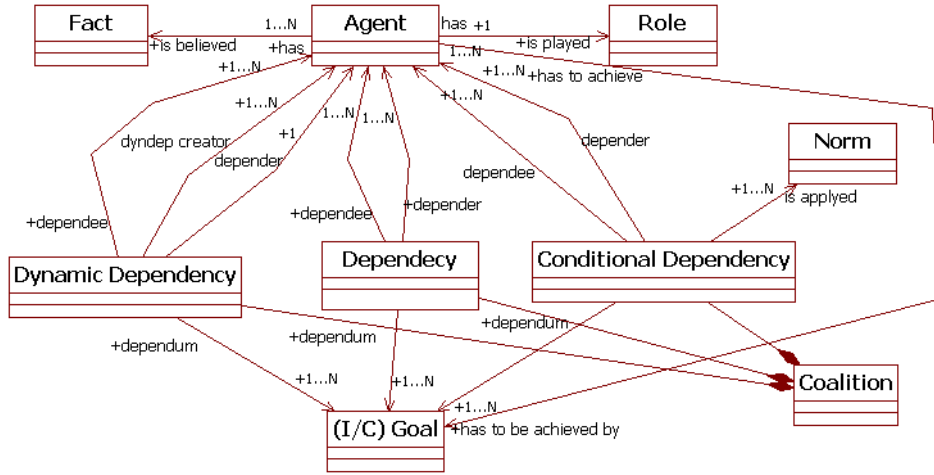 Fact
Agent
Role
1...N
has +1
+is believed
+has
1...N
+is played
+1...N
+1...N
+has to achieve
+1...N
1...N
+1...N
Norm
dyndep creator
+1
1...N
depender
depender
dependee
+1...N
is applyed
+dependee
+dependee
+depender
Dynamic Dependency
Dependecy
Conditional Dependency
+dependum
+dependum
+dependum
+1...N
+1...N
Coalition
+1...N
(I/C) Goal
+has to be achieved by